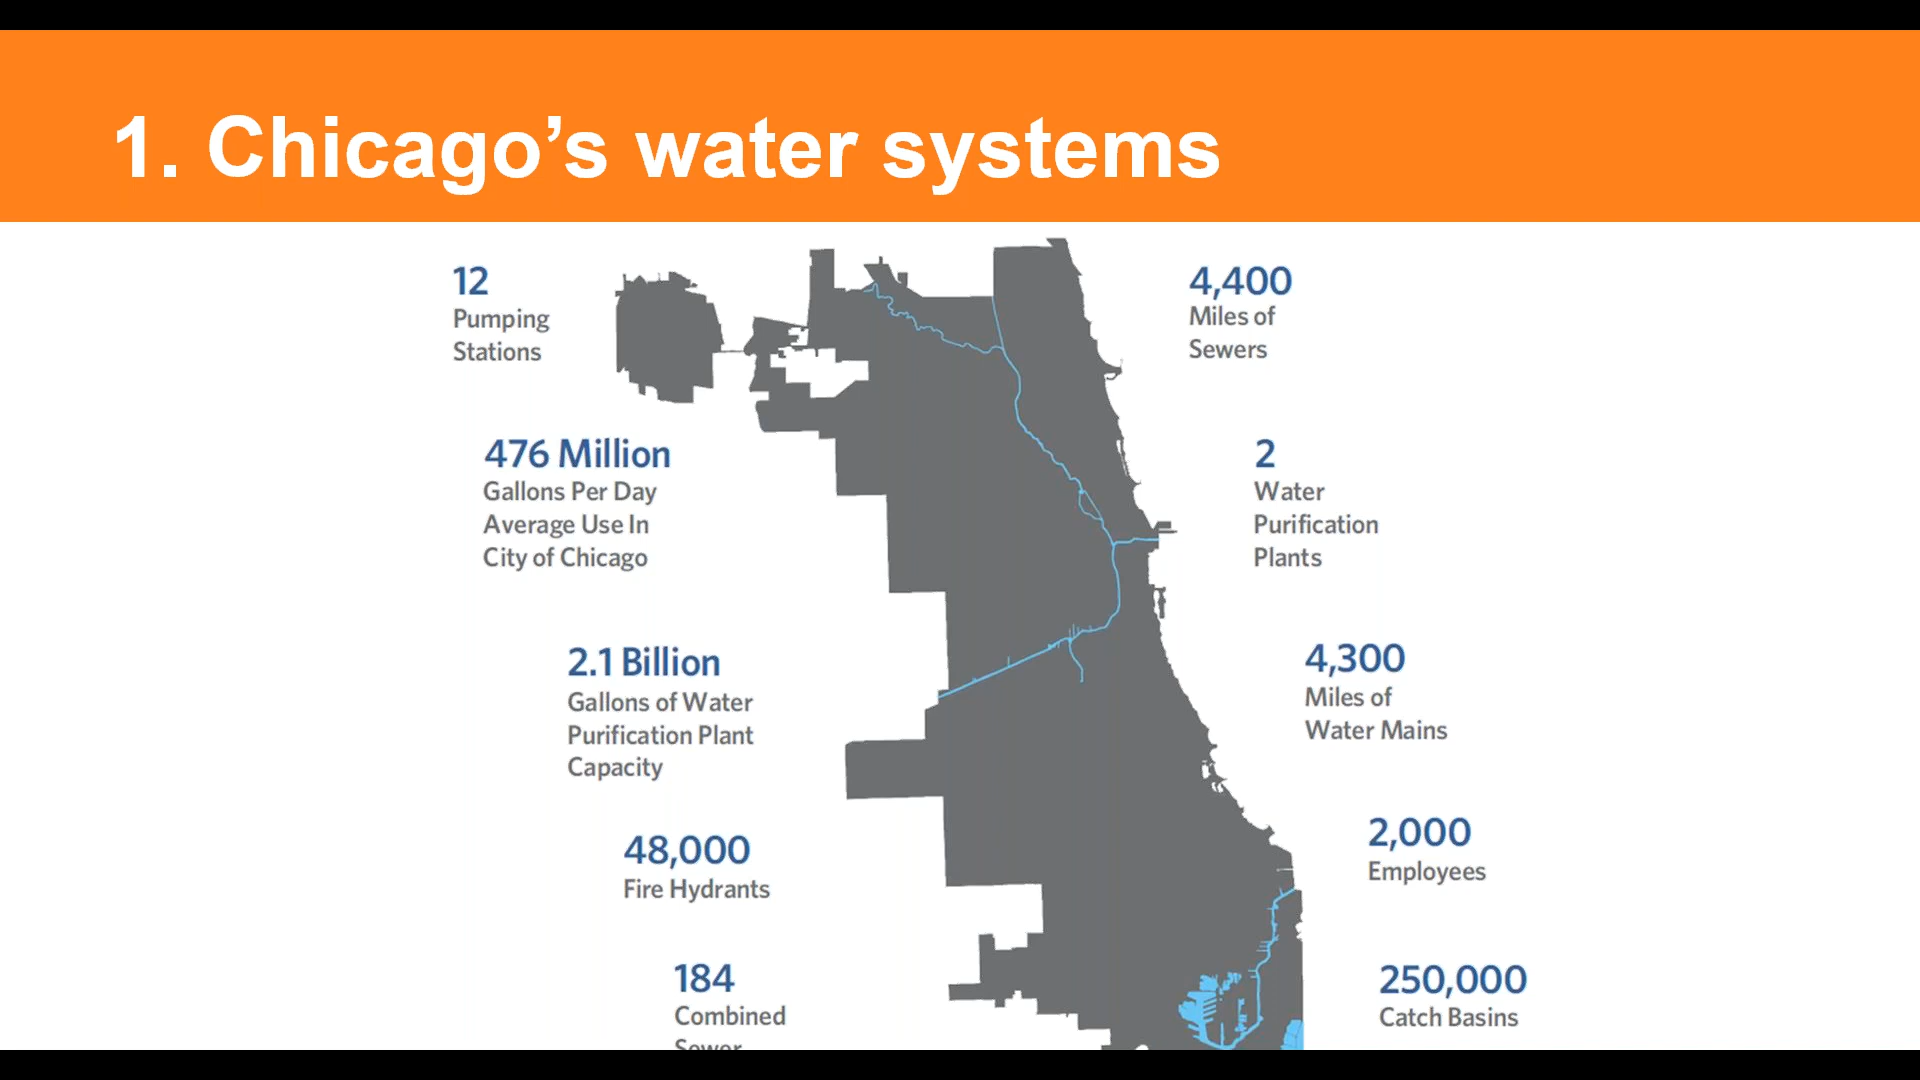 1. Chicago’s water systems
12
Pumping
Stations
476 Million
Gallons Per Day
Average Use In
City of Chicago
2.1 Billion
Gallons of Water
Purification Plant
Capacity
48,000
Fire Hydrants
184
Combined
Sewer
4,400
Miles of
Sewers
2
Water
Purification
Plants
4,300
Miles of
Water Mains
2,000
Employees
250,000
Catch Basins